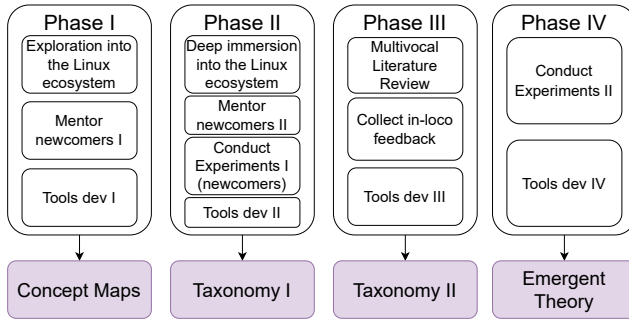 Phase I
Exploration into
the Linux
ecosystem
Mentor
newcomers I
Tools dev I
Concept Maps
Phase II
Deep immersion
into the Linux
ecosystem
Mentor
newcomers II
Conduct
Experiments I
(newcomers)
Tools dev II
Taxonomy I
Phase III
Multivocal
Literature
Review
Collect in-loco
feedback
Tools dev III
Taxonomy II
Phase IV
Conduct
Experiments II
Tools dev IV
Emergent
Theory